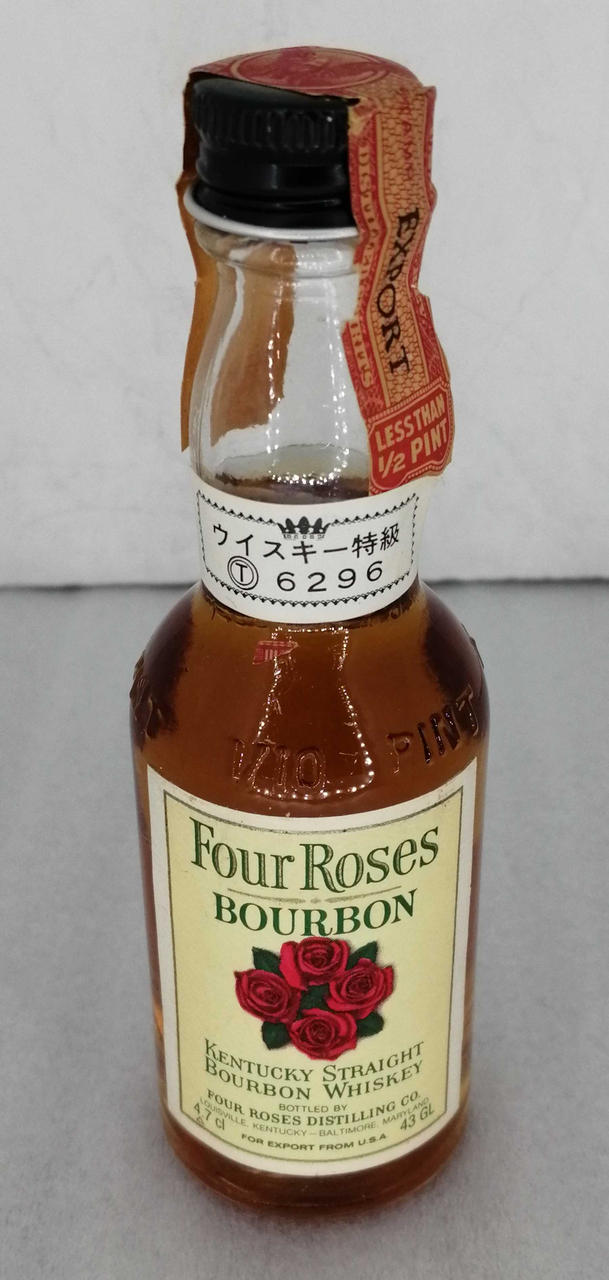 EXPORT
LESS THAN
1/2 PINT
ウイスキー特級
Ⓣ 6296
1/10 PINT
Four Roses
BOURBON
KENTUCKY STRAIGHT
BOURBON WHISKEY
BOTTLED BY
FOUR ROSES DISTILLING CO.
LOUISVILLE, KENTUCKY—BALTIMORE, MARYLAND
4,7 cl 43 GL
FOR EXPORT FROM U.S.A.